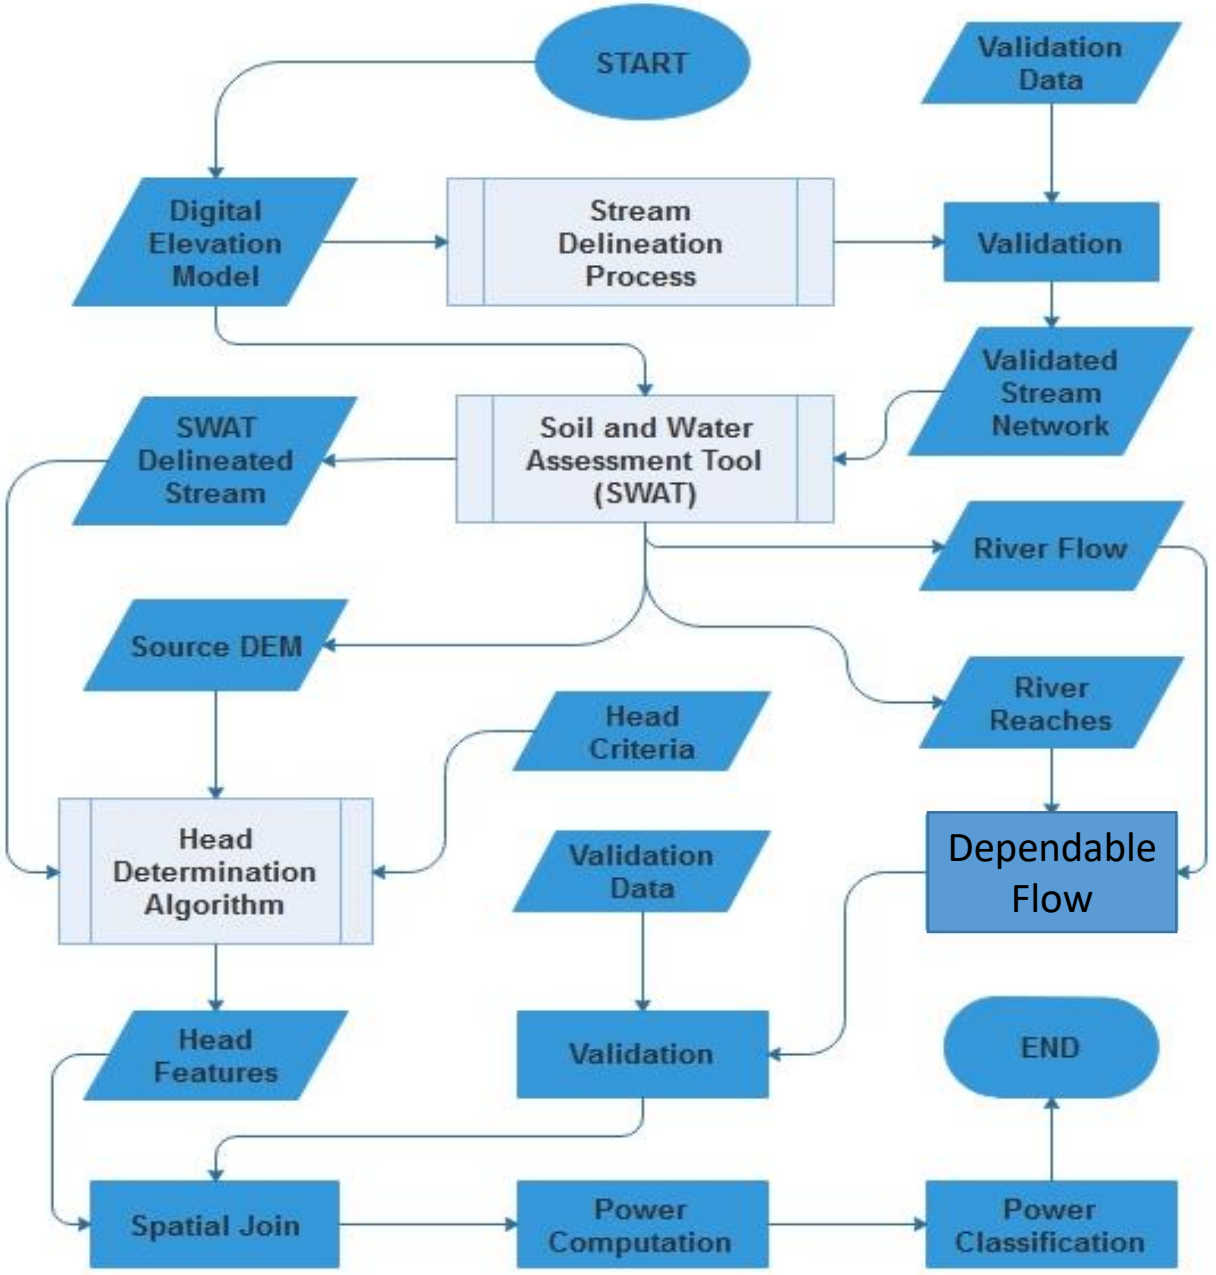 START
Validation
Data
Digital
Elevation
Model
Stream
Delineation
Process
Validation
Validated
Stream
Network
SWAT
Delineated
Stream
Soil and Water
Assessment Tool
(SWAT)
River Flow
Source DEM
River
Reaches
Head
Criteria
Head
Determination
Algorithm
Validation
Data
Dependable
Flow
Head
Features
Validation
END
Spatial Join
Power
Computation
Power
Classification